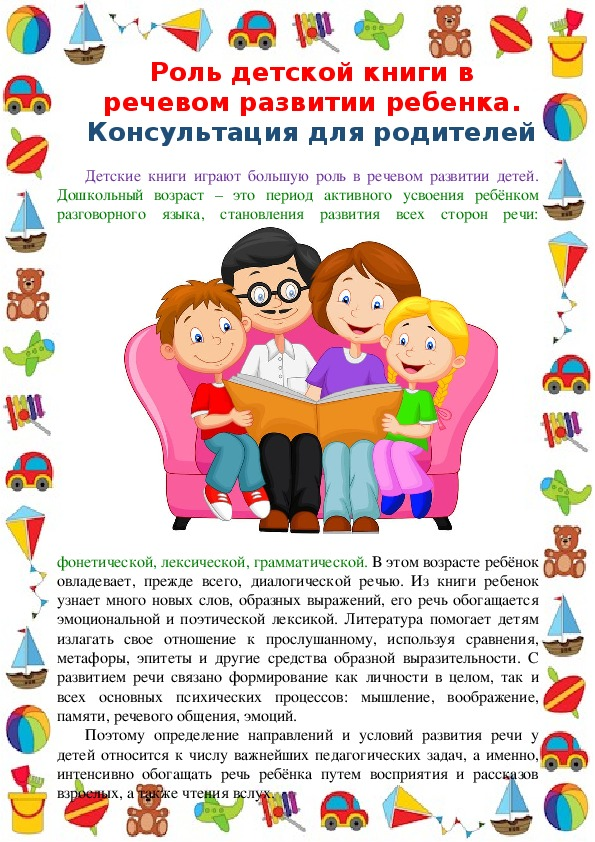 Роль детской книги в
речевом развитии ребенка.
Консультация для родителей
Детские книги играют большую роль в речевом развитии детей.
Дошкольный возраст – это период активного усвоения ребёнком
разговорного языка, становления развития всех сторон речи:
фонетической, лексической, грамматической. В этом возрасте ребёнок
овладевает, прежде всего, диалогической речью. Из книги ребенок
узнает много новых слов, образных выражений, его речь обогащается
эмоциональной и поэтической лексикой. Литература помогает детям
излагать свое отношение к прослушанному, используя сравнения,
метафоры, эпитеты и другие средства образной выразительности. С
развитием речи связано формирование как личности в целом, так и
всех основных психических процессов: мышление, воображение,
памяти, речевого общения, эмоций.
Поэтому определение направлений и условий развития речи у
детей относится к числу важнейших педагогических задач, а именно,
интенсивно обогащать речь ребёнка путем восприятия и рассказов
взрослых, а также чтения вслух.